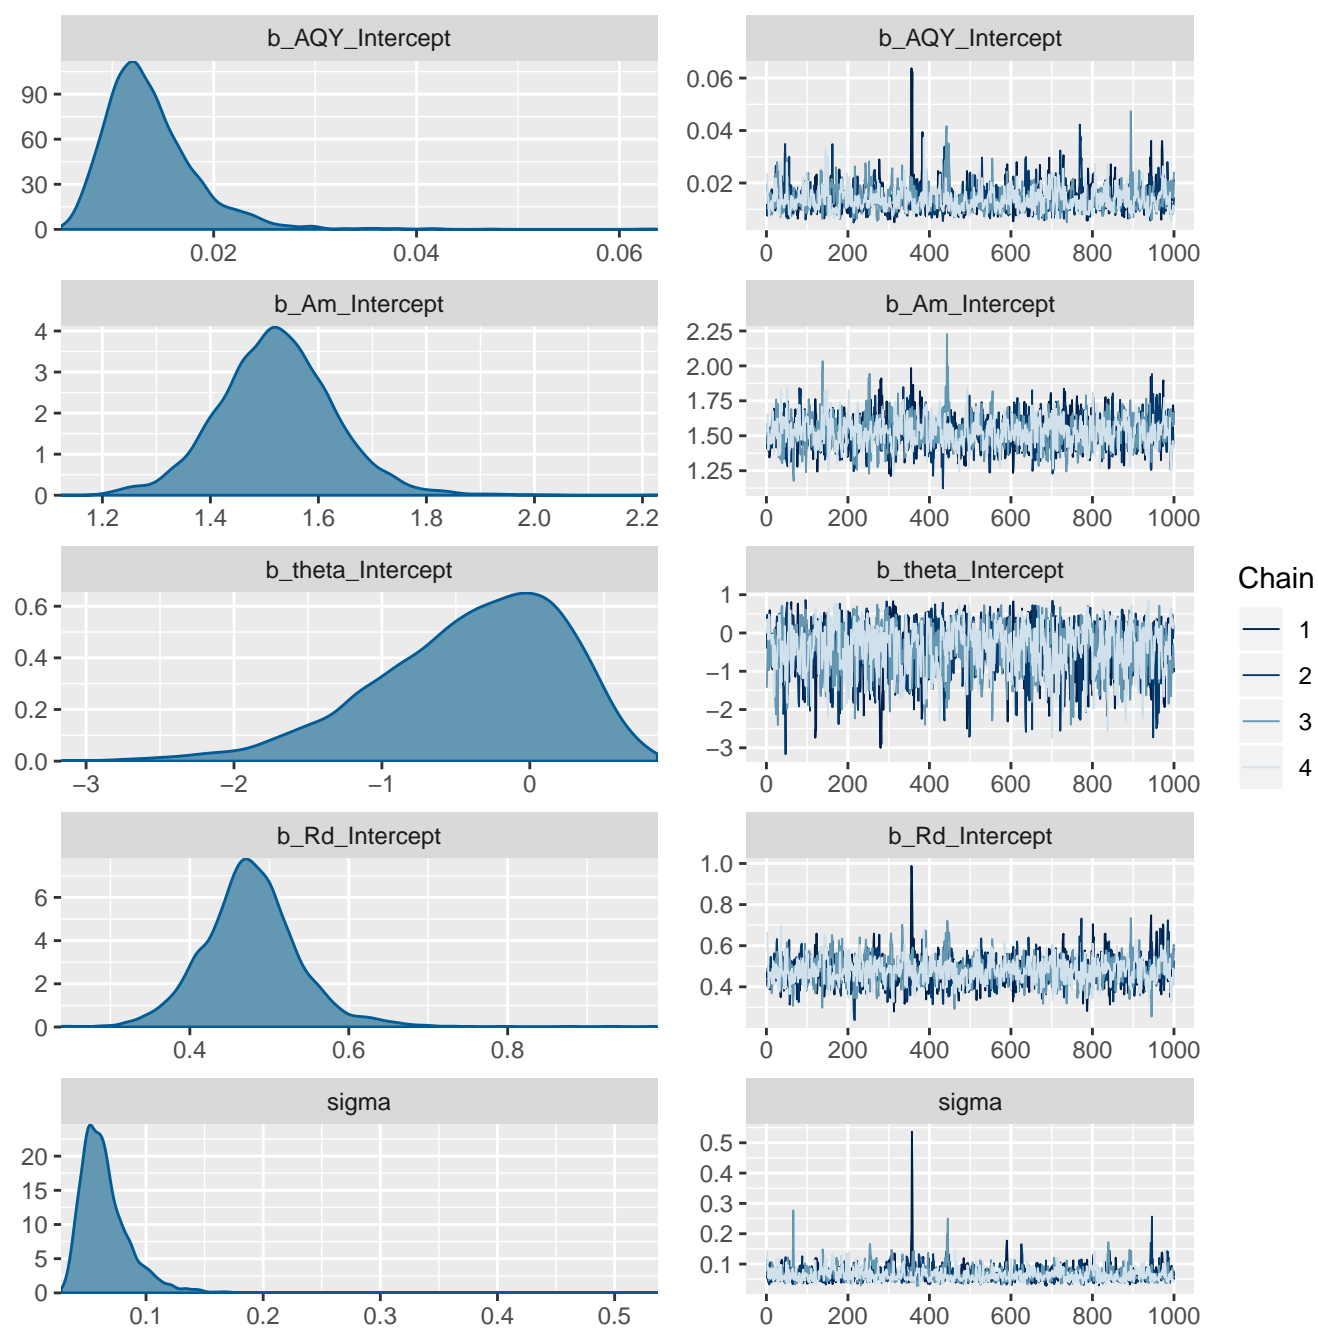 b_AQY_Intercept
90
60
30
0
0.02 0.04 0.06
b_AQY_Intercept
0.06
0.04
0.02
0 200 400 600 800 1000
b_Am_Intercept
4
3
2
1
0
1.2 1.4 1.6 1.8 2.0 2.2
b_Am_Intercept
2.25
2.00
1.75
1.50
1.25
0 200 400 600 800 1000
b_theta_Intercept
0.6
0.4
0.2
0.0
−3 −2 −1 0
b_theta_Intercept
1
0
−1
−2
−3
0 200 400 600 800 1000
b_Rd_Intercept
6
4
2
0
0.4 0.6 0.8
b_Rd_Intercept
1.0
0.8
0.6
0.4
0 200 400 600 800 1000
sigma
20
15
10
5
0
0.1 0.2 0.3 0.4 0.5
sigma
0.5
0.4
0.3
0.2
0.1
0 200 400 600 800 1000
Chain
1
2
3
4